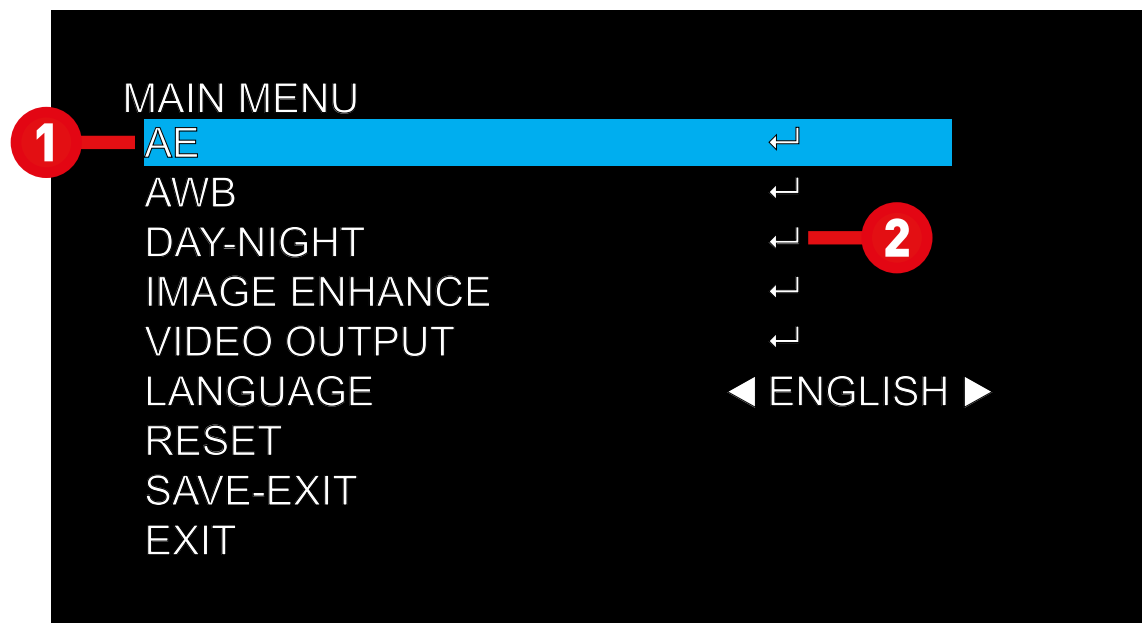 MAIN MENU
1 AE ↵
AWB ↵
DAY-NIGHT ↵ 2
IMAGE ENHANCE ↵
VIDEO OUTPUT ↵
LANGUAGE ◀ ENGLISH ▶
RESET
SAVE-EXIT
EXIT